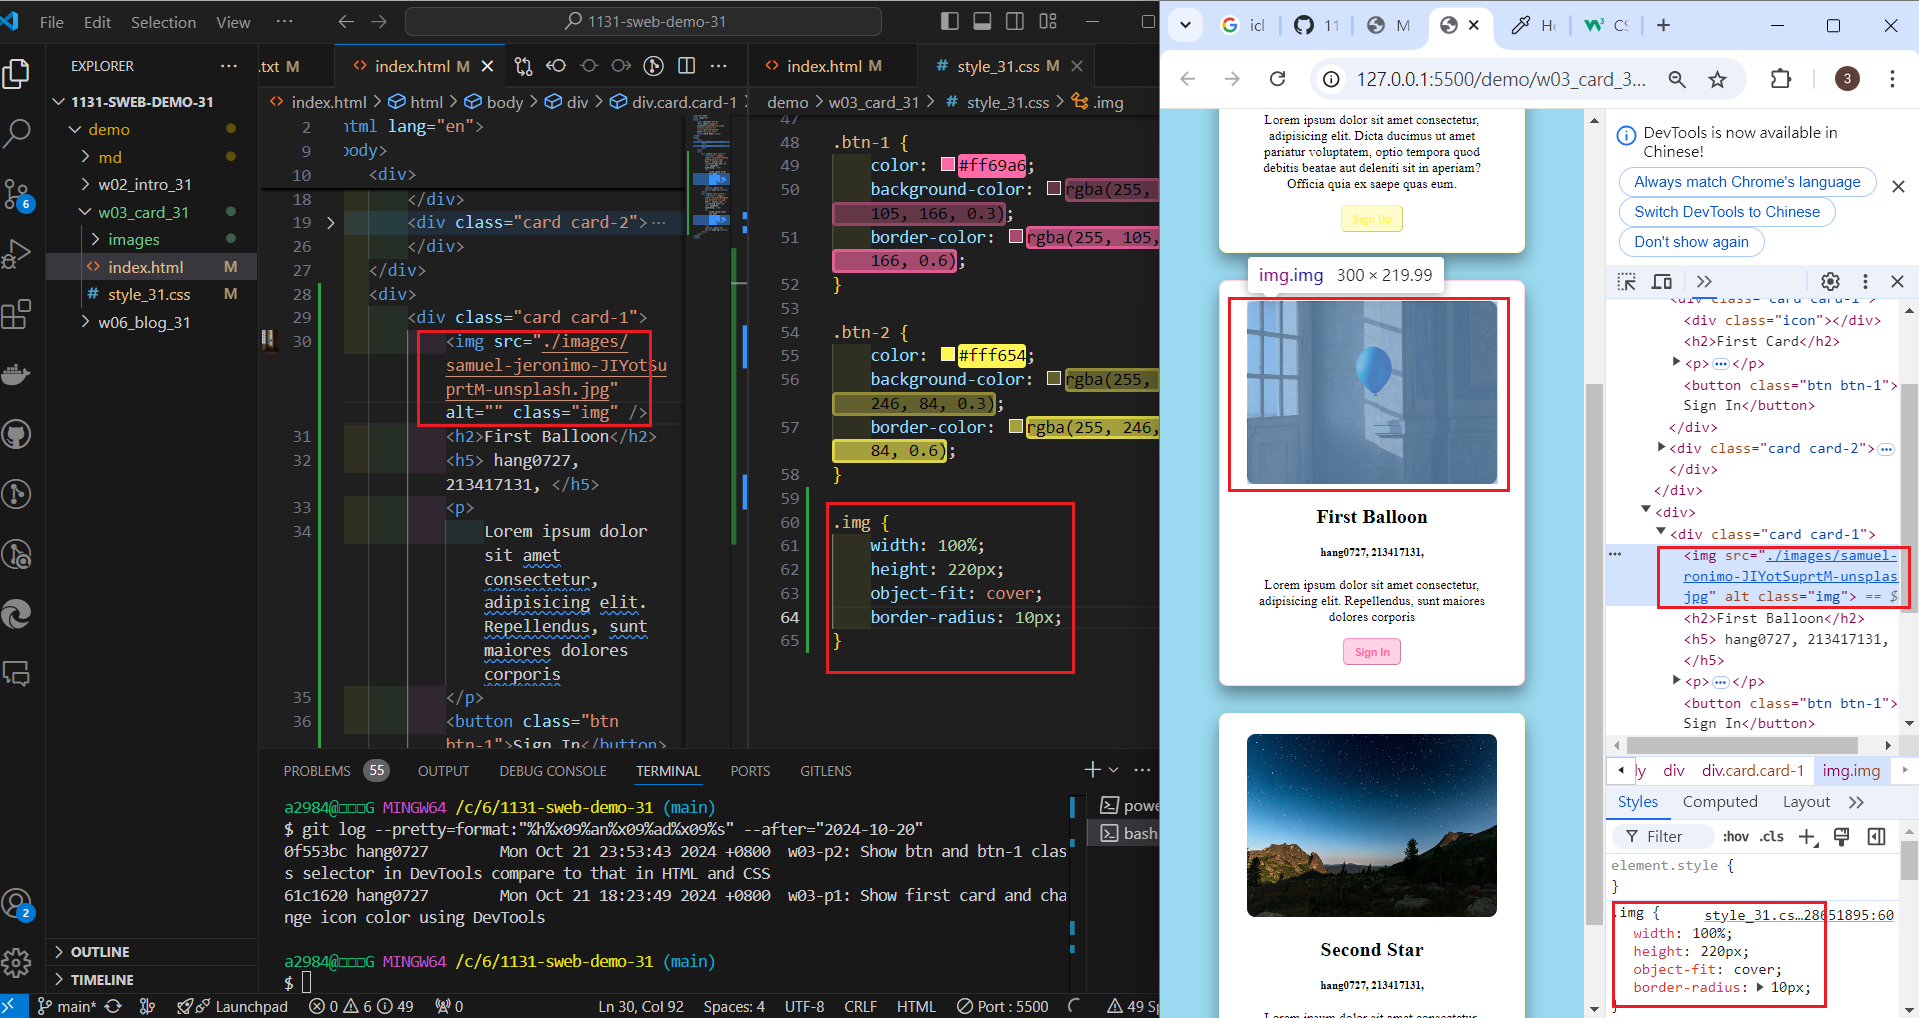 File Edit Selection View ··· 1131-sweb-demo-31
EXPLORER ···
1131-SWEB-DEMO-31
demo
md
w02_intro_31
w03_card_31
images
index.html M
style_31.css M
w06_blog_31
OUTLINE
TIMELINE
6
2
.txt M index.html M
index.html > html > body > div > div.card.card-1
2 html lang="en">
9 body>
10 <div>
18 </div>
19 <div class="card card-2">···
26 </div>
27 </div>
28 <div>
29 <div class="card card-1">
30 <img src="./images/
samuel-jeronimo-JIYotSu
prtM-unsplash.jpg"
alt="" class="img" />
31 <h2>First Balloon</h2>
32 <h5> hang0727,
213417131, </h5>
33 <p>
34 Lorem ipsum dolor
sit amet
consectetur,
adipisicing elit.
Repellendus, sunt
maiores dolores
corporis
35 </p>
36 <button class="btn
btn-1">Sign In</button>
index.html M style_31.css M
demo > w03_card_31 > style_31.css > .img
47
48 .btn-1 {
49 color: #ff69a6;
50 background-color: rgba(255,
105, 166, 0.3);
51 border-color: rgba(255, 105,
166, 0.6);
52 }
53
54 .btn-2 {
55 color: #fff654;
56 background-color: rgba(255,
246, 84, 0.3);
57 border-color: rgba(255, 246,
84, 0.6);
58 }
59
60 .img {
61 width: 100%;
62 height: 220px;
63 object-fit: cover;
64 border-radius: 10px;
65 }
PROBLEMS 55 OUTPUT DEBUG CONSOLE TERMINAL PORTS GITLENS
a2984@□□□G MINGW64 /c/6/1131-sweb-demo-31 (main)
$ git log --pretty=format:"%h%x09%an%x09%ad%x09%s" --after="2024-10-20"
0f553bc hang0727 Mon Oct 21 23:53:43 2024 +0800 w03-p2: Show btn and btn-1 clas
s selector in DevTools compare to that in HTML and CSS
61c1620 hang0727 Mon Oct 21 18:23:49 2024 +0800 w03-p1: Show first card and cha
nge icon color using DevTools
a2984@□□□G MINGW64 /c/6/1131-sweb-demo-31 (main)
$
powe
bash
main* Launchpad 0 6 49 0 Ln 30, Col 92 Spaces: 4 UTF-8 CRLF HTML Port : 5500 49 Sp
icl 11 M He CS
127.0.0.1:5500/demo/w03_card_3... 3
Lorem ipsum dolor sit amet consectetur,
adipisicing elit. Dicta ducimus ut amet
pariatur voluptatem, optio tempora quod
debitis beatae aut deleniti sit in aperiam?
Officia quia ex saepe quas eum.
Sign Up
img.img 300 × 219.99
First Balloon
hang0727, 213417131,
Lorem ipsum dolor sit amet consectetur,
adipisicing elit. Repellendus, sunt maiores
dolores corporis
Sign In
Second Star
hang0727, 213417131,
DevTools is now available in
Chinese!
Always match Chrome's language
Switch DevTools to Chinese
Don't show again
<div class="card card-1">
<div class="icon"></div>
<h2>First Card</h2>
<p>···</p>
<button class="btn btn-1">
Sign In</button>
</div>
<div class="card card-2">···
</div>
</div>
<div>
<div class="card card-1">
<img src="./images/samuel-
ronimo-JIYotSuprtM-unsplas
jpg" alt class="img"> == $
<h2>First Balloon</h2>
<h5> hang0727, 213417131,
</h5>
<p>···</p>
<button class="btn btn-1">
Sign In</button>
ly div div.card.card-1 img.img
Styles Computed Layout
Filter :hov .cls
element.style {
}
.img { style_31.cs…28651895:60
width: 100%;
height: 220px;
object-fit: cover;
border-radius: 10px;
}